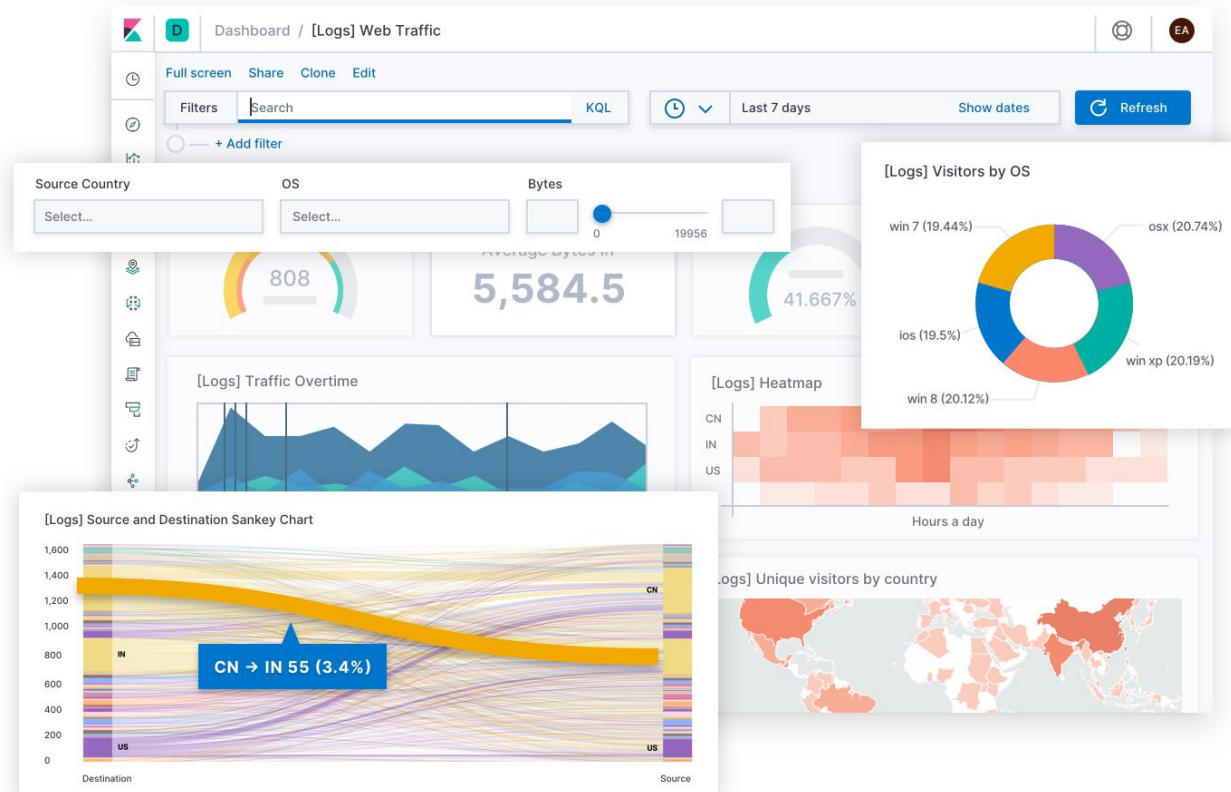 D Dashboard / [Logs] Web Traffic EA
Full screen Share Clone Edit
Filters Search KQL Last 7 days Show dates Refresh
+ Add filter
Source Country OS Bytes
Select... Select...
0 19956
808
Average Bytes In
5,584.5
41.667%
[Logs] Visitors by OS
win 7 (19.44%) osx (20.74%)
ios (19.5%)
win xp (20.19%)
win 8 (20.12%)
[Logs] Traffic Overtime
[Logs] Heatmap
CN
IN
US
Hours a day
[Logs] Source and Destination Sankey Chart
1,600
1,400
1,200
1,000
800
600
400
200
0
CN
IN
US
US
CN → IN 55 (3.4%)
Destination Source
Logs] Unique visitors by country